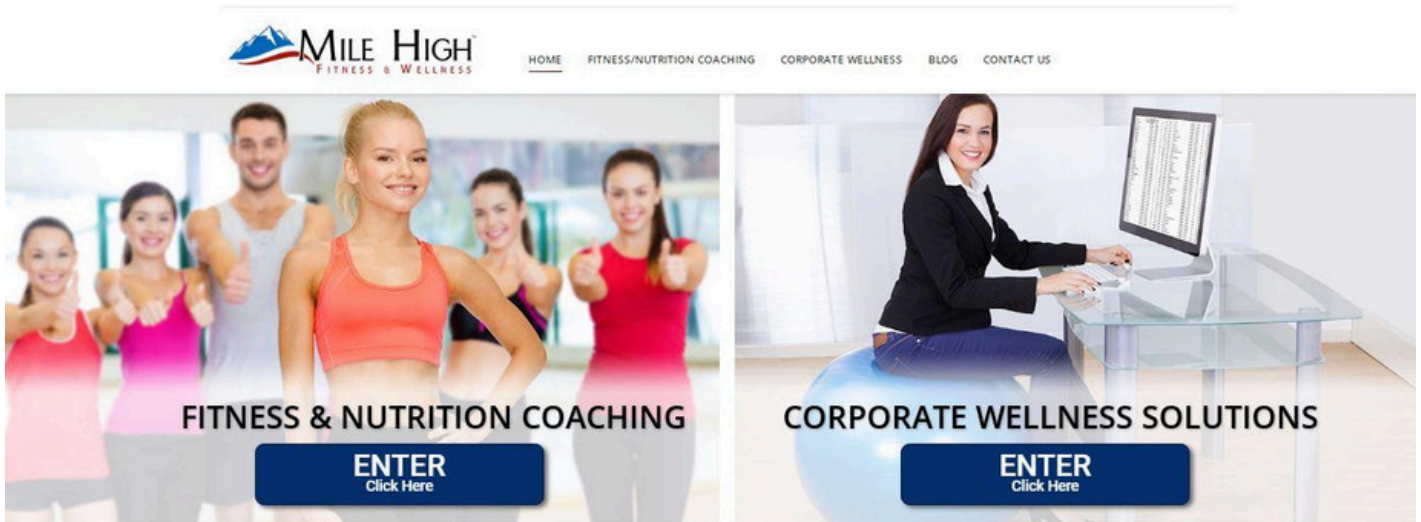 MILE HIGH™
FITNESS & WELLNESS
HOME FITNESS/NUTRITION COACHING CORPORATE WELLNESS BLOG CONTACT US
FITNESS & NUTRITION COACHING
ENTER
Click Here
CORPORATE WELLNESS SOLUTIONS
ENTER
Click Here